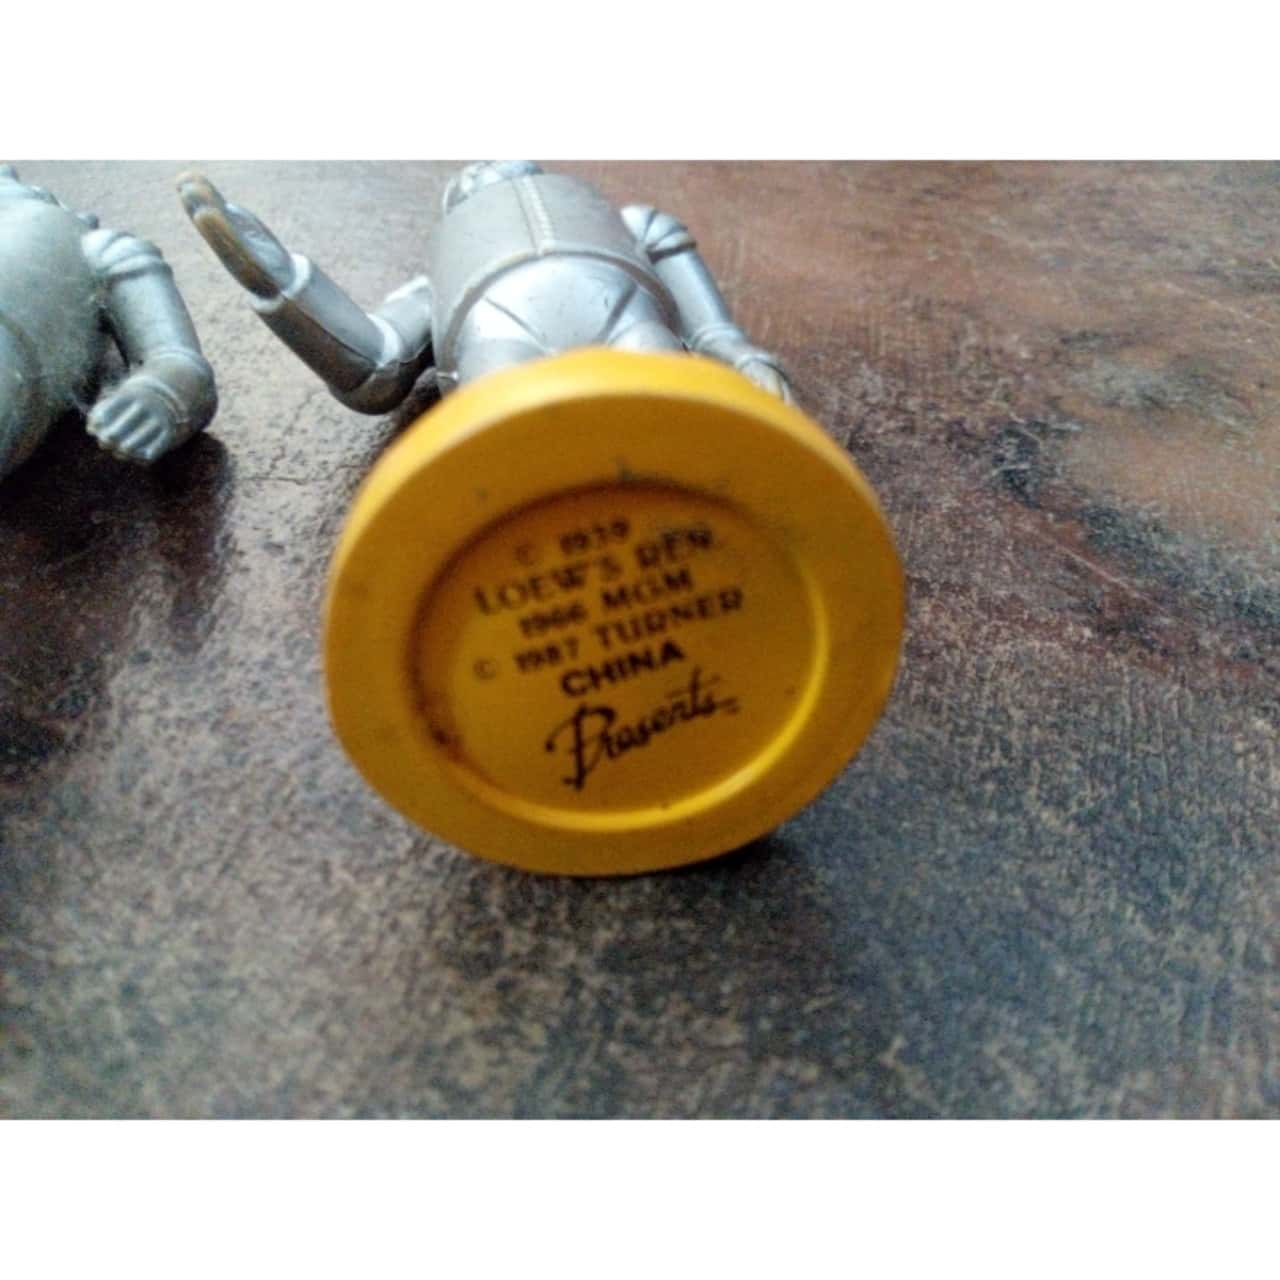 © 1939
LOEW'S REN.
1966 MGM
© 1987 TURNER
CHINA
Presents